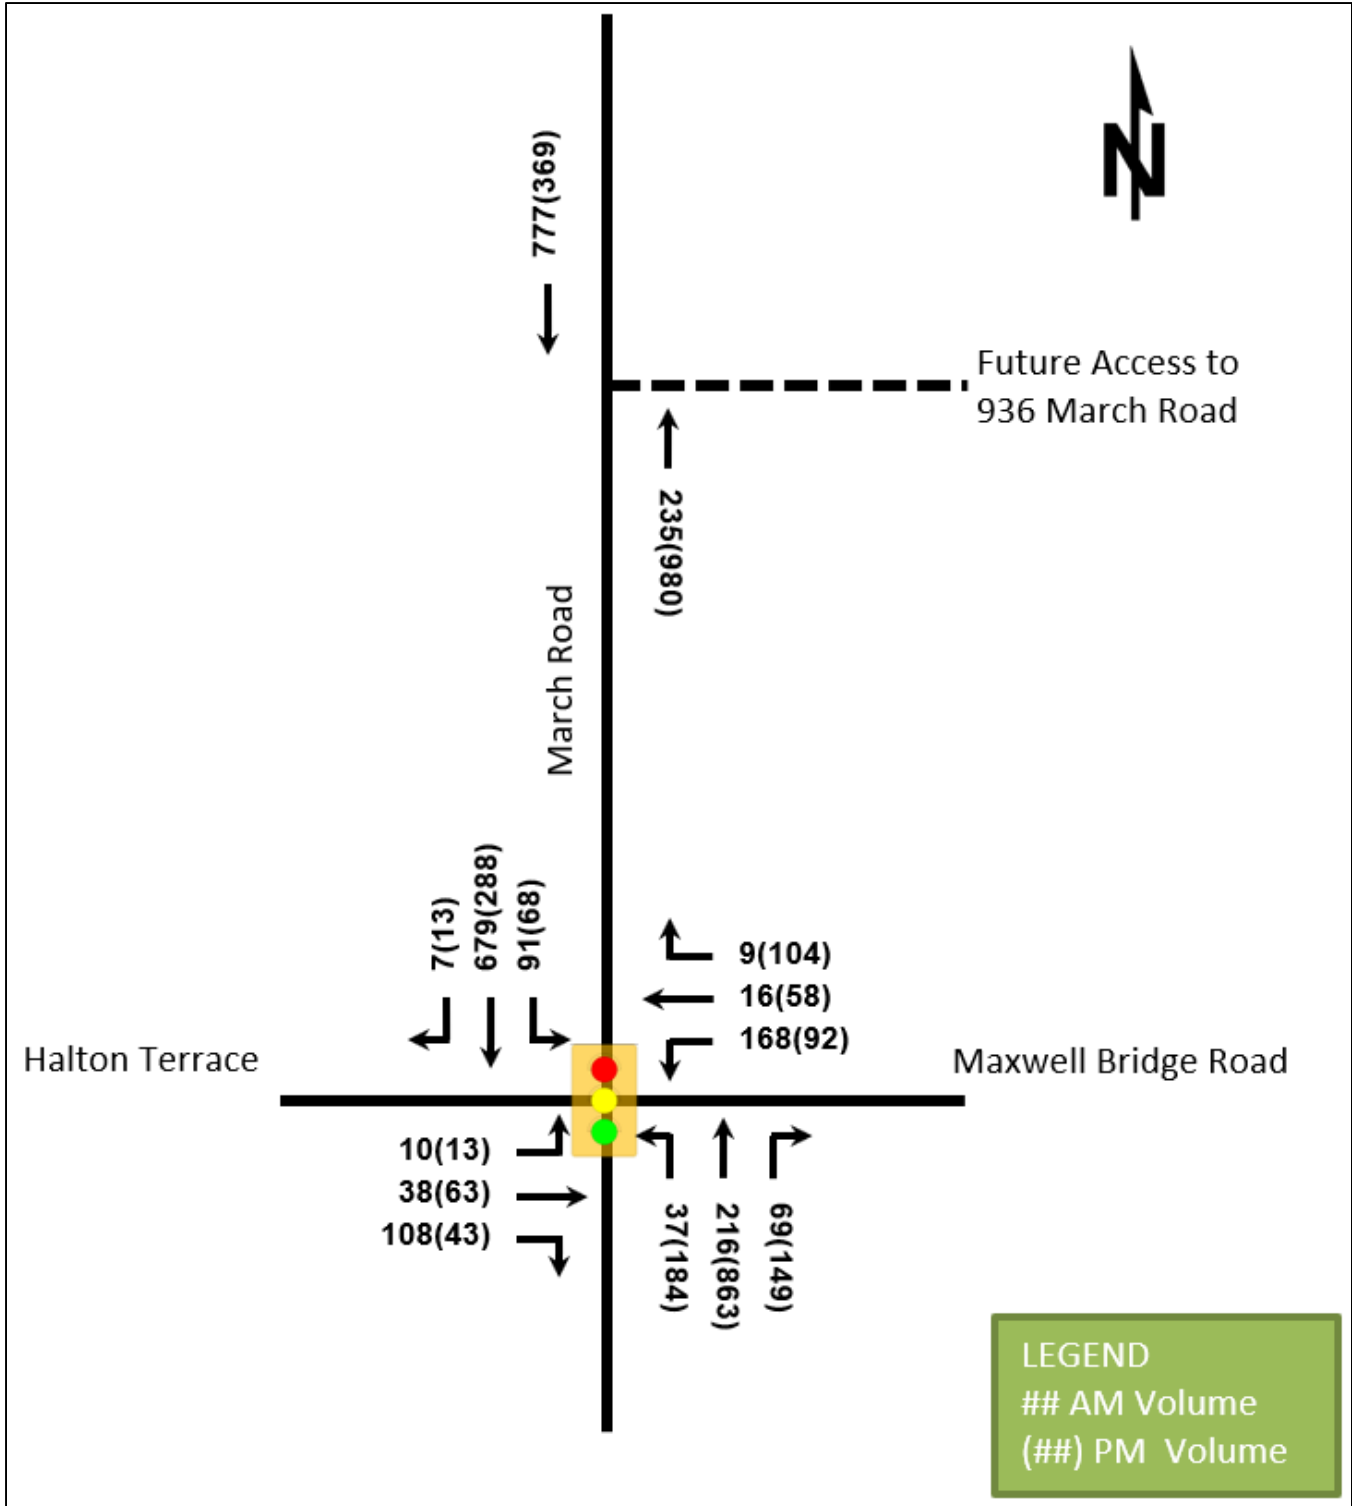 N
777(369)
Future Access to
936 March Road
235(980)
March Road
7(13)
679(288)
91(68)
9(104)
16(58)
168(92)
Halton Terrace
Maxwell Bridge Road
10(13)
38(63)
108(43)
37(184)
216(863)
69(149)
LEGEND
## AM Volume
(##) PM Volume